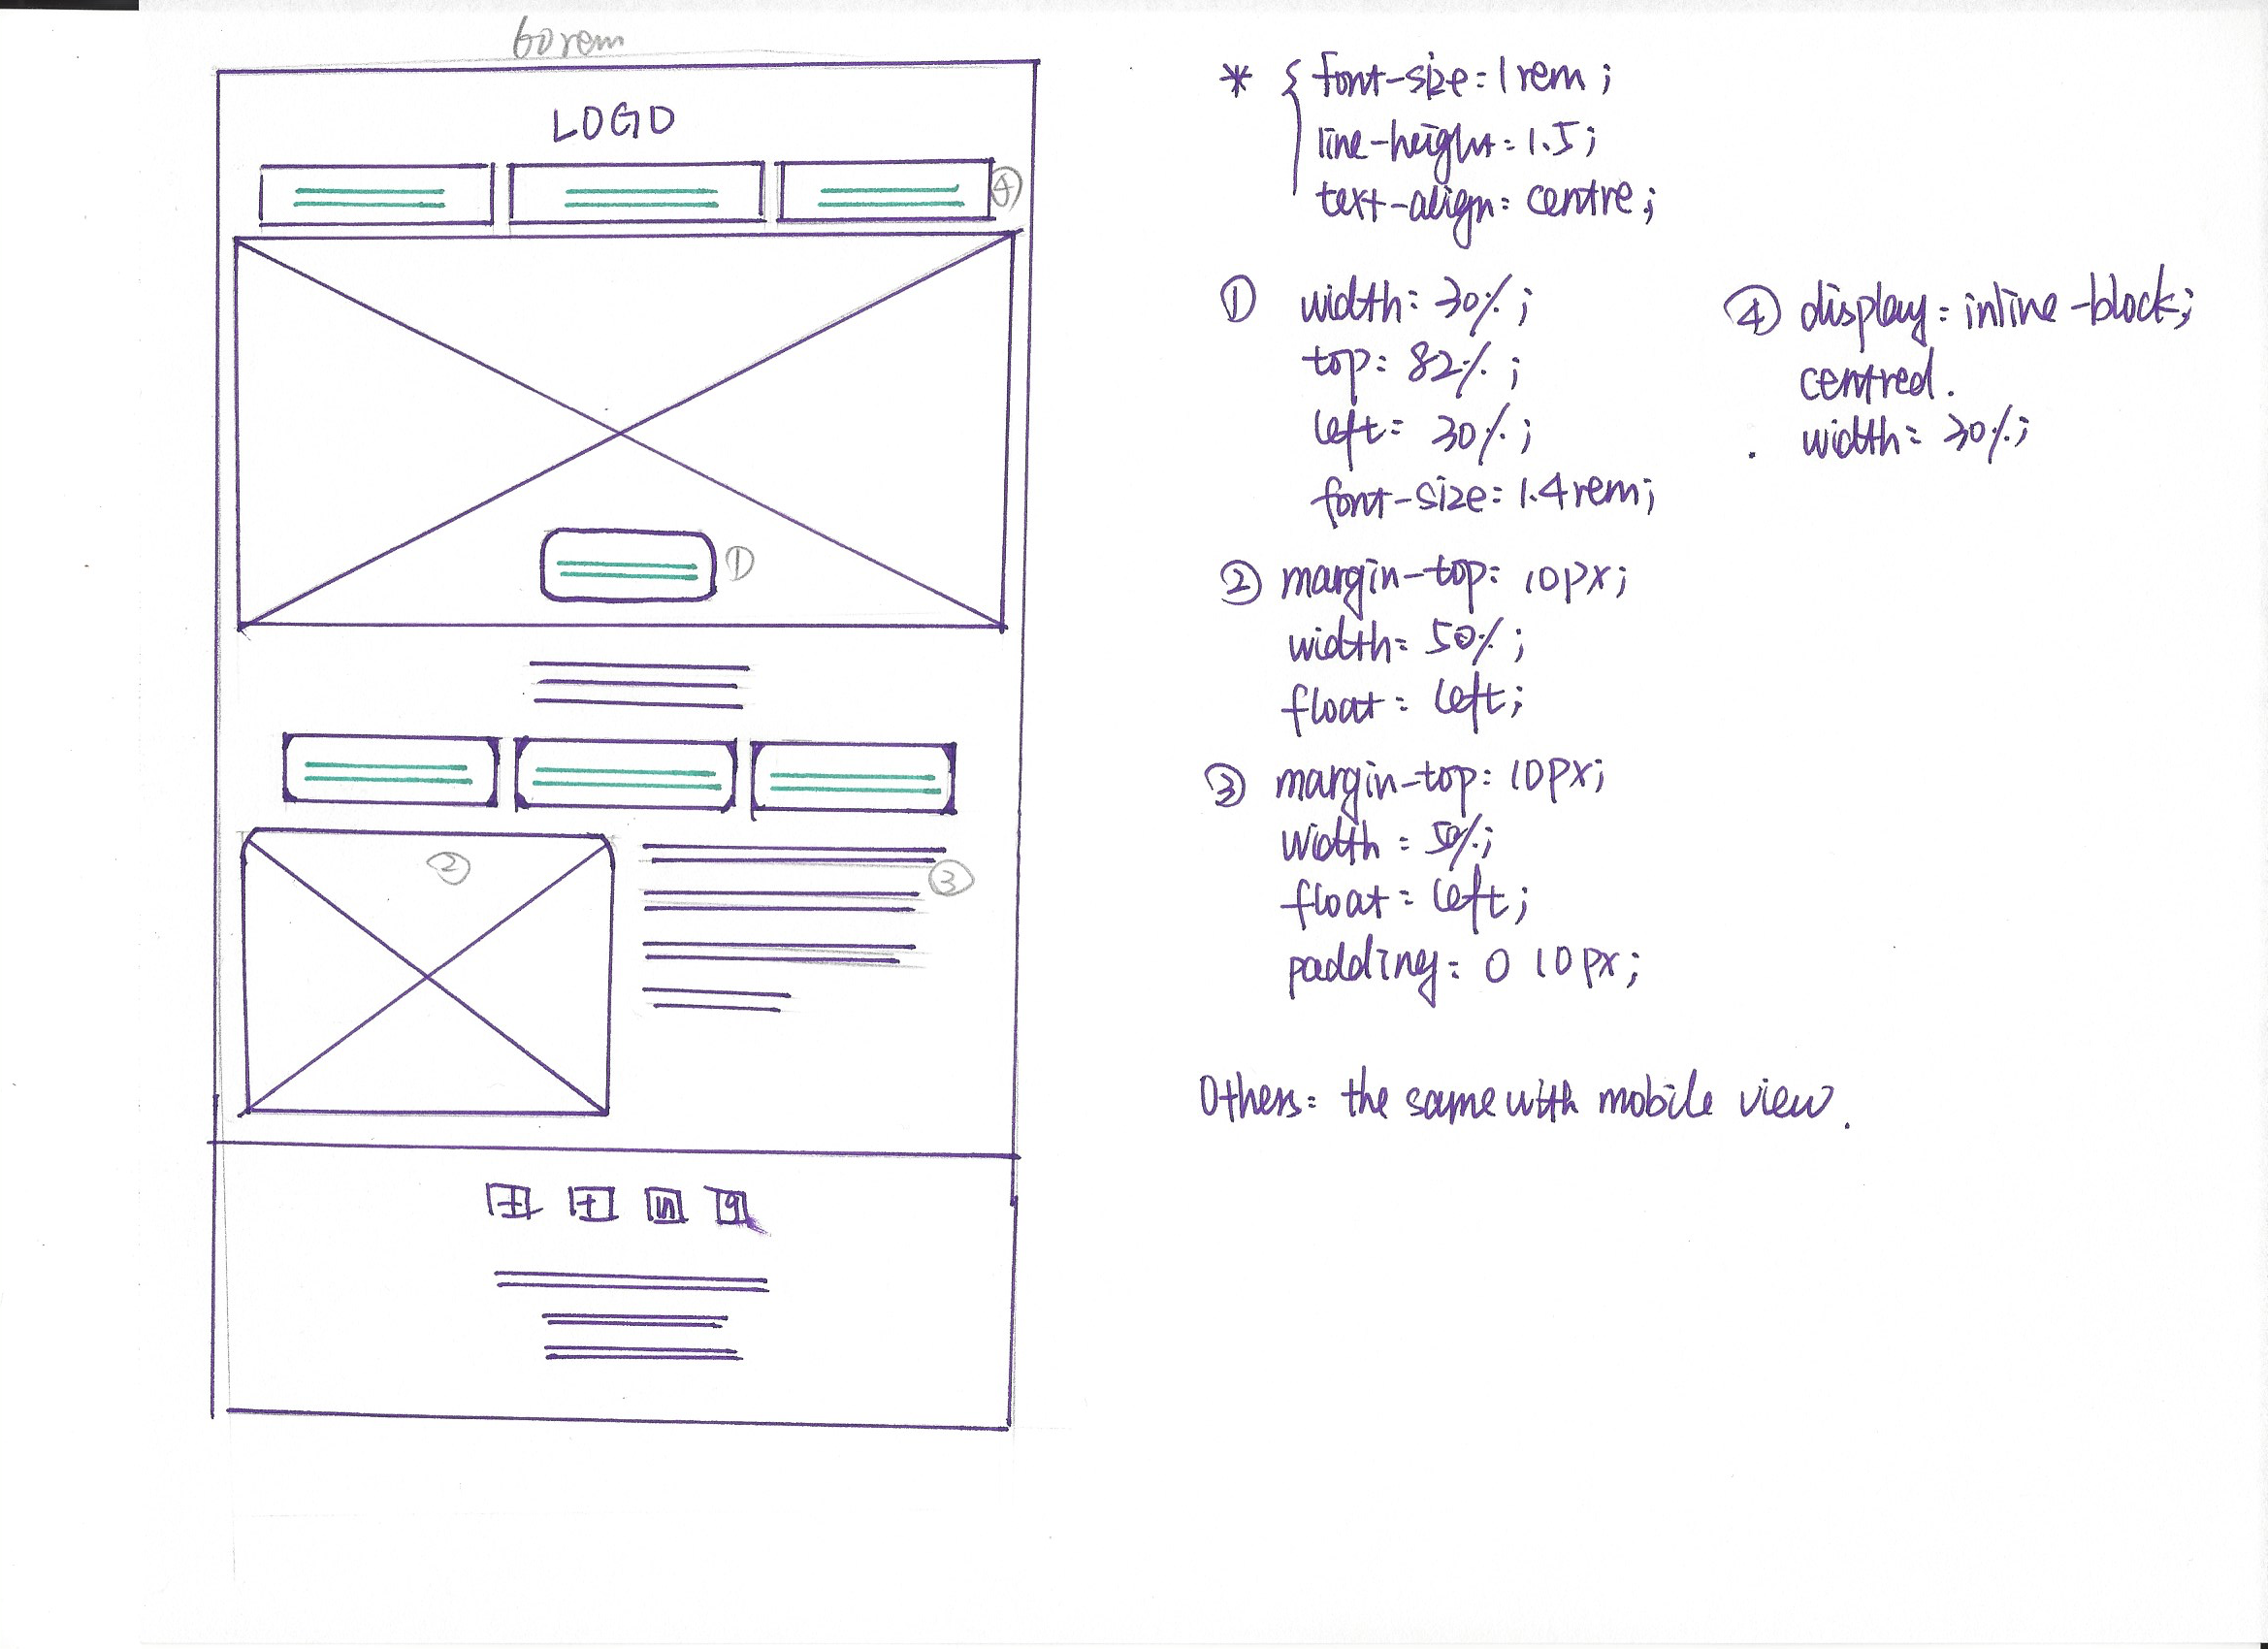 60rem
LOGO
④
①
②
③
f t in g
* { font-size: 1rem;
line-height: 1.5;
text-align: centre;
① width: 30%;
top: 82%;
left: 30%;
font-size: 1.4rem;
② margin-top: 10px;
width: 50%;
float: left;
③ margin-top: 10px;
width: 50%;
float: left;
padding: 0 10px;
④ display: inline-block;
centred.
width: 30%;
Others: the same with mobile view.